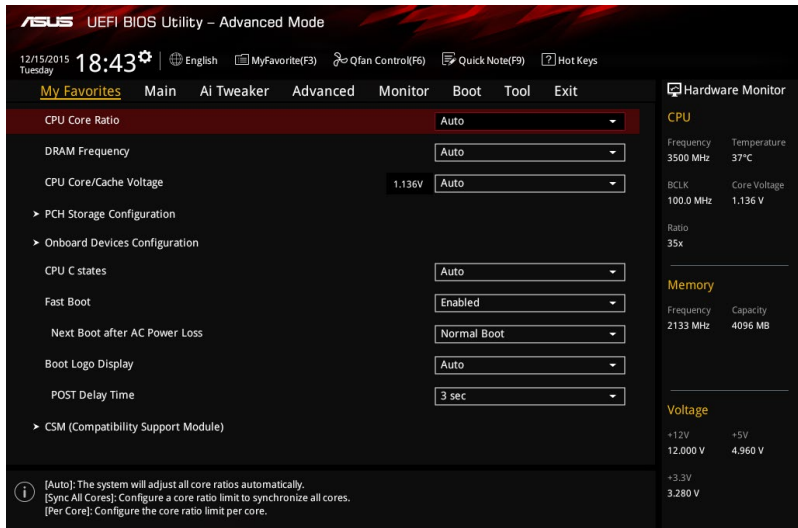 ASUS UEFI BIOS Utility – Advanced Mode
12/15/2015
Tuesday
18:43
English
MyFavorite(F3)
Qfan Control(F6)
Quick Note(F9)
? Hot Keys
My Favorites Main Ai Tweaker Advanced Monitor Boot Tool Exit
CPU Core Ratio Auto
DRAM Frequency Auto
CPU Core/Cache Voltage 1.136V Auto
> PCH Storage Configuration
> Onboard Devices Configuration
CPU C states Auto
Fast Boot Enabled
Next Boot after AC Power Loss Normal Boot
Boot Logo Display Auto
POST Delay Time 3 sec
> CSM (Compatibility Support Module)
i
[Auto]: The system will adjust all core ratios automatically.
[Sync All Cores]: Configure a core ratio limit to synchronize all cores.
[Per Core]: Configure the core ratio limit per core.
Hardware Monitor
CPU
Frequency Temperature
3500 MHz 37°C
BCLK Core Voltage
100.0 MHz 1.136 V
Ratio
35x
Memory
Frequency Capacity
2133 MHz 4096 MB
Voltage
+12V +5V
12.000 V 4.960 V
+3.3V
3.280 V